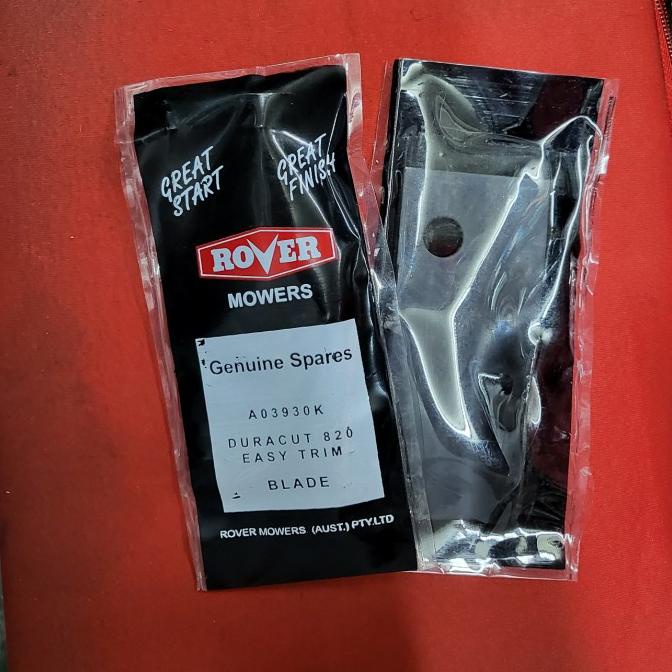 GREAT
START
GREAT
FINISH
ROVER
MOWERS
Genuine Spares
A03930K
DURACUT 820
EASY TRIM
BLADE
ROVER MOWERS (AUST.) PTY.LTD